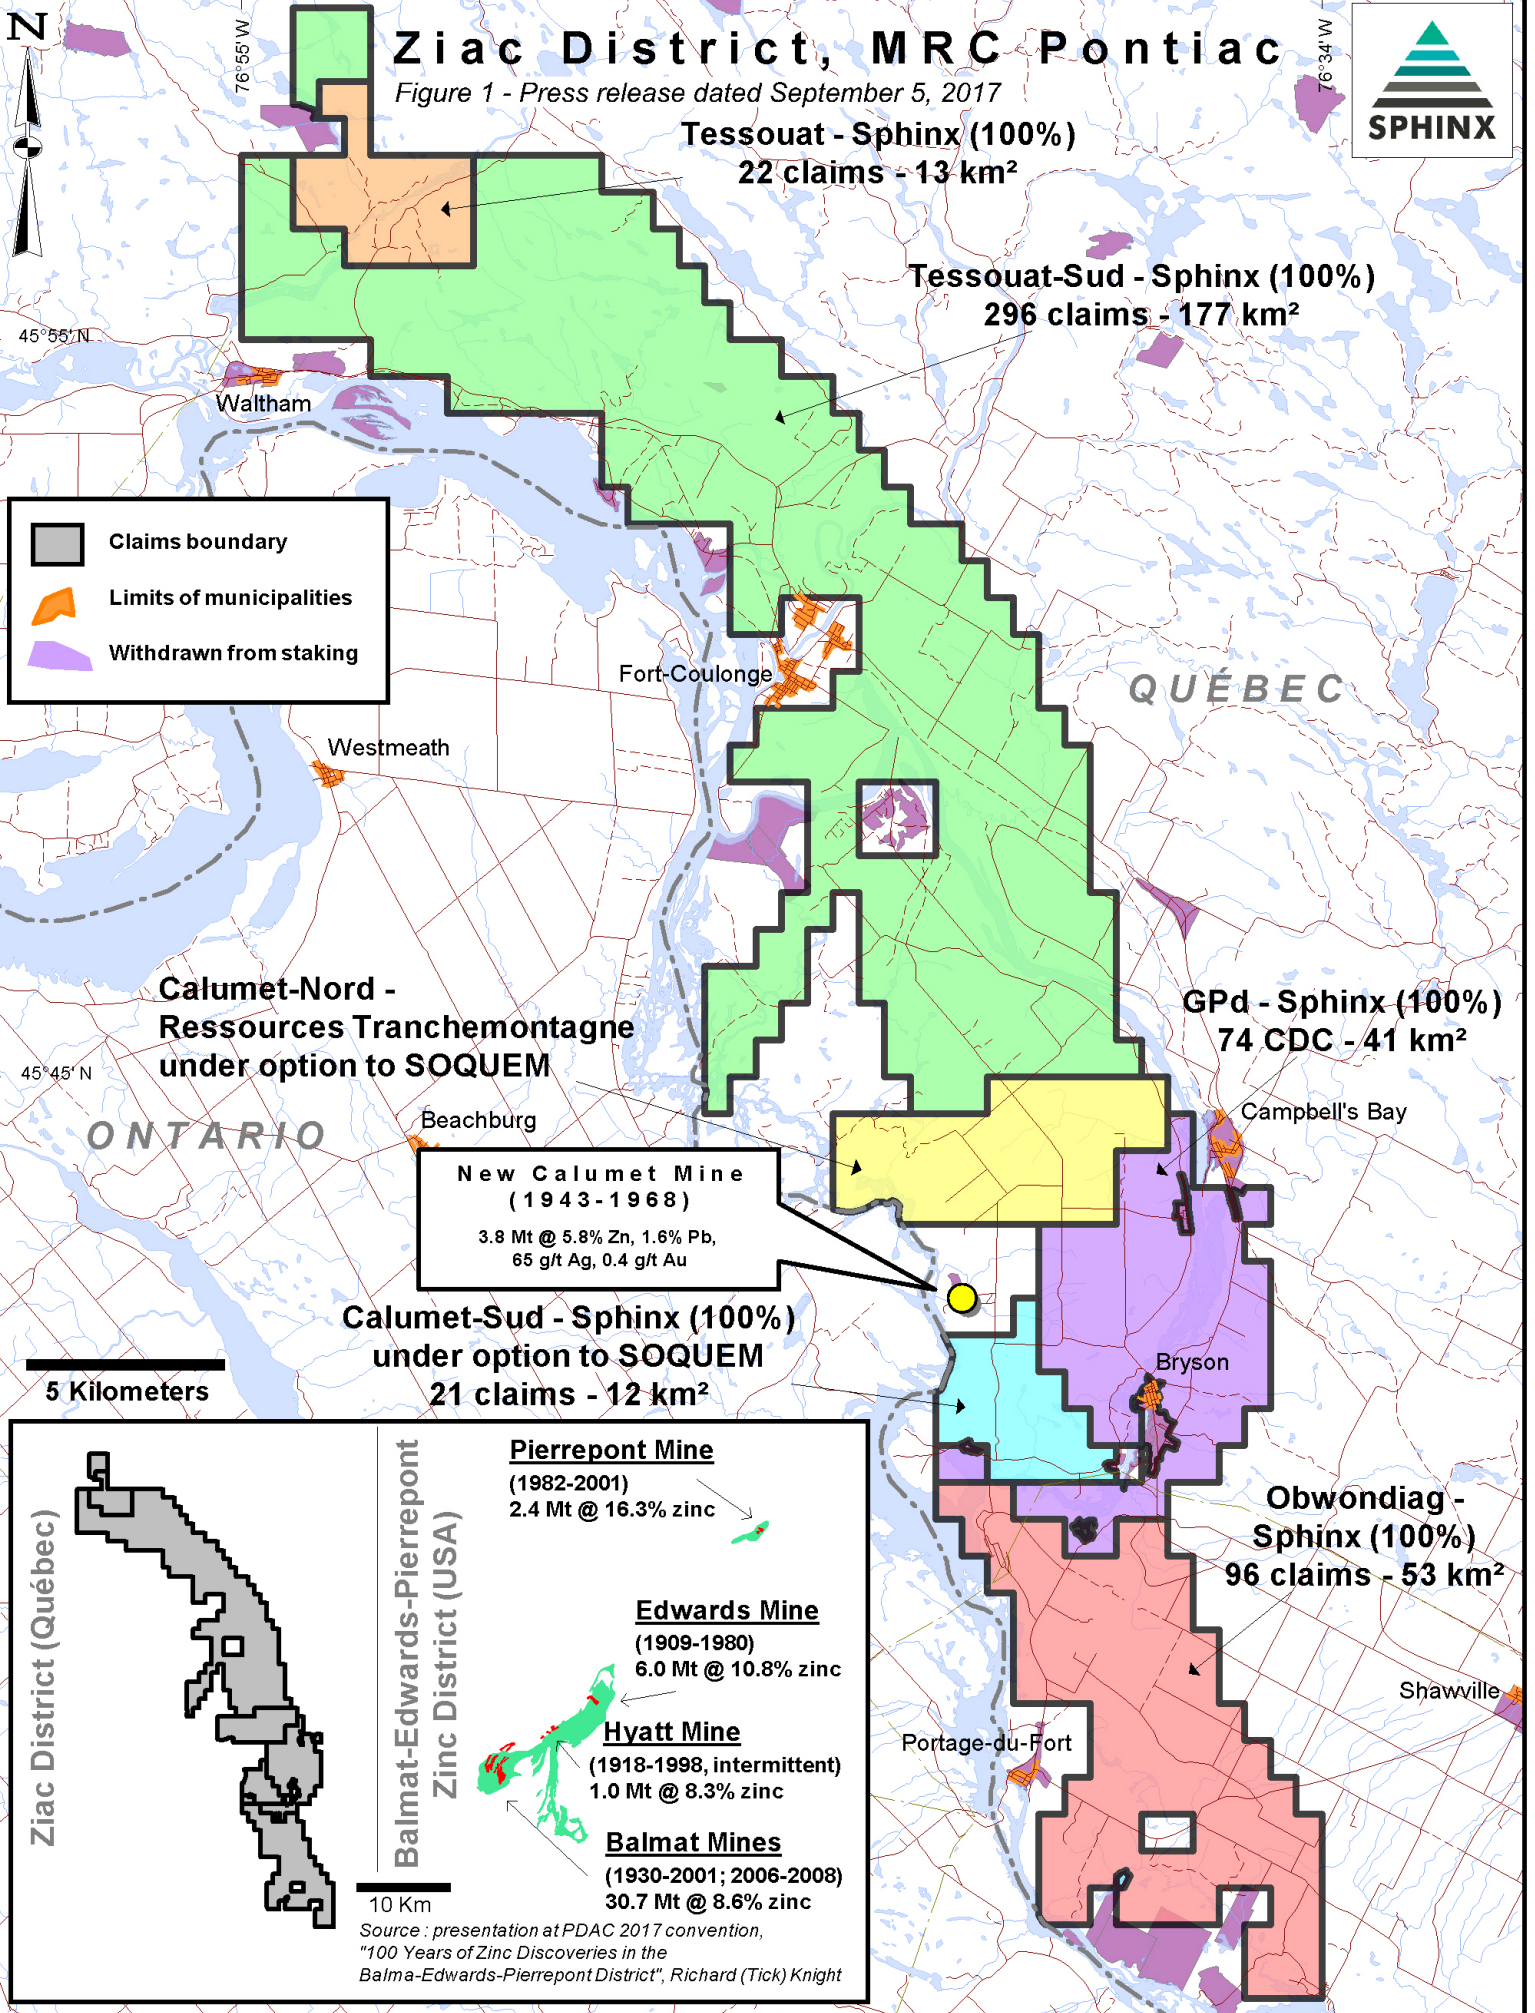 N
76°55' W
Ziac District, MRC Pontiac
76°34' W
Figure 1 - Press release dated September 5, 2017
SPHINX
Tessouat - Sphinx (100%)
22 claims - 13 km²
Tessouat-Sud - Sphinx (100%)
296 claims - 177 km²
45°55' N
Waltham
Claims boundary
Limits of municipalities
Withdrawn from staking
Fort-Coulonge
QUÉBEC
Westmeath
Calumet-Nord -
Ressources Tranchemontagne
under option to SOQUEM
GPd - Sphinx (100%)
74 CDC - 41 km²
45°45' N
ONTARIO
Beachburg
Campbell's Bay
New Calumet Mine
(1943-1968)
3.8 Mt @ 5.8% Zn, 1.6% Pb,
65 g/t Ag, 0.4 g/t Au
Calumet-Sud - Sphinx (100%)
under option to SOQUEM
21 claims - 12 km²
5 Kilometers
Bryson
Obwondiag -
Sphinx (100%)
96 claims - 53 km²
Shawville
Portage-du-Fort
Ziac District (Québec)
Balmat-Edwards-Pierrepont
Zinc District (USA)
Pierrepont Mine
(1982-2001)
2.4 Mt @ 16.3% zinc
Edwards Mine
(1909-1980)
6.0 Mt @ 10.8% zinc
Hyatt Mine
(1918-1998, intermittent)
1.0 Mt @ 8.3% zinc
Balmat Mines
(1930-2001; 2006-2008)
30.7 Mt @ 8.6% zinc
10 Km
Source : presentation at PDAC 2017 convention,
"100 Years of Zinc Discoveries in the
Balma-Edwards-Pierrepont District", Richard (Tick) Knight